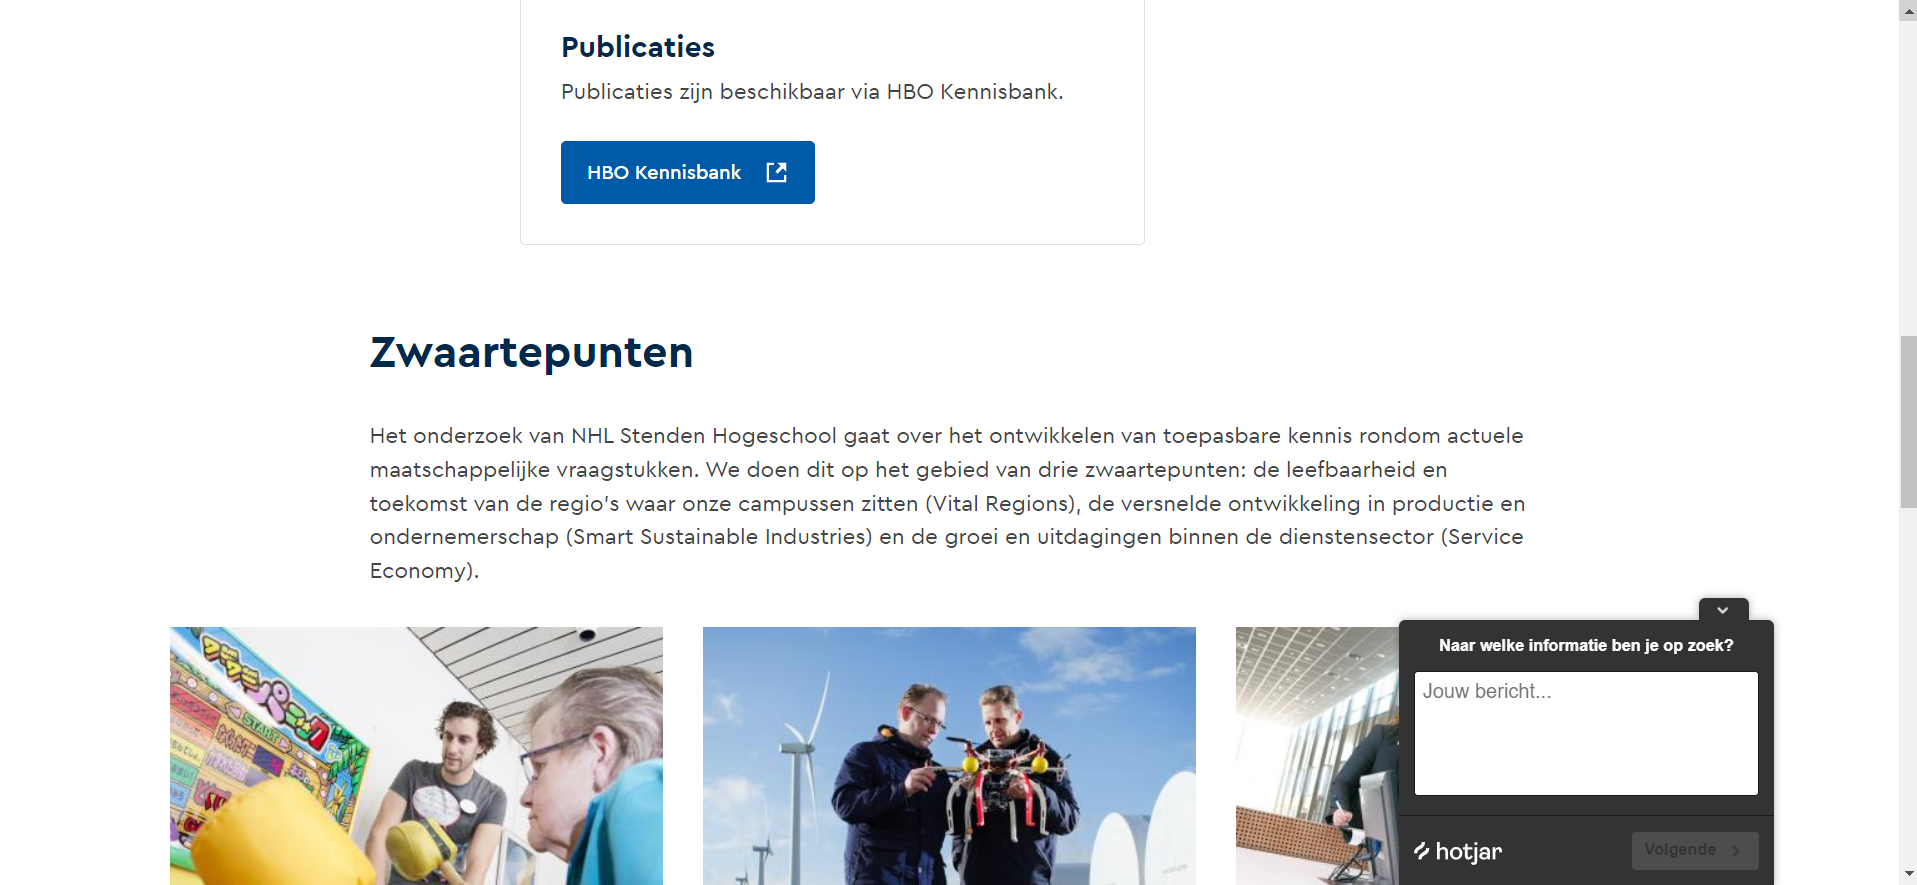 Publicaties
Publicaties zijn beschikbaar via HBO Kennisbank.
HBO Kennisbank
Zwaartepunten
Het onderzoek van NHL Stenden Hogeschool gaat over het ontwikkelen van toepasbare kennis rondom actuele
maatschappelijke vraagstukken. We doen dit op het gebied van drie zwaartepunten: de leefbaarheid en
toekomst van de regio's waar onze campussen zitten (Vital Regions), de versnelde ontwikkeling in productie en
ondernemerschap (Smart Sustainable Industries) en de groei en uitdagingen binnen de dienstensector (Service
Economy).
START!
Naar welke informatie ben je op zoek?
Jouw bericht...
hotjar
Volgende